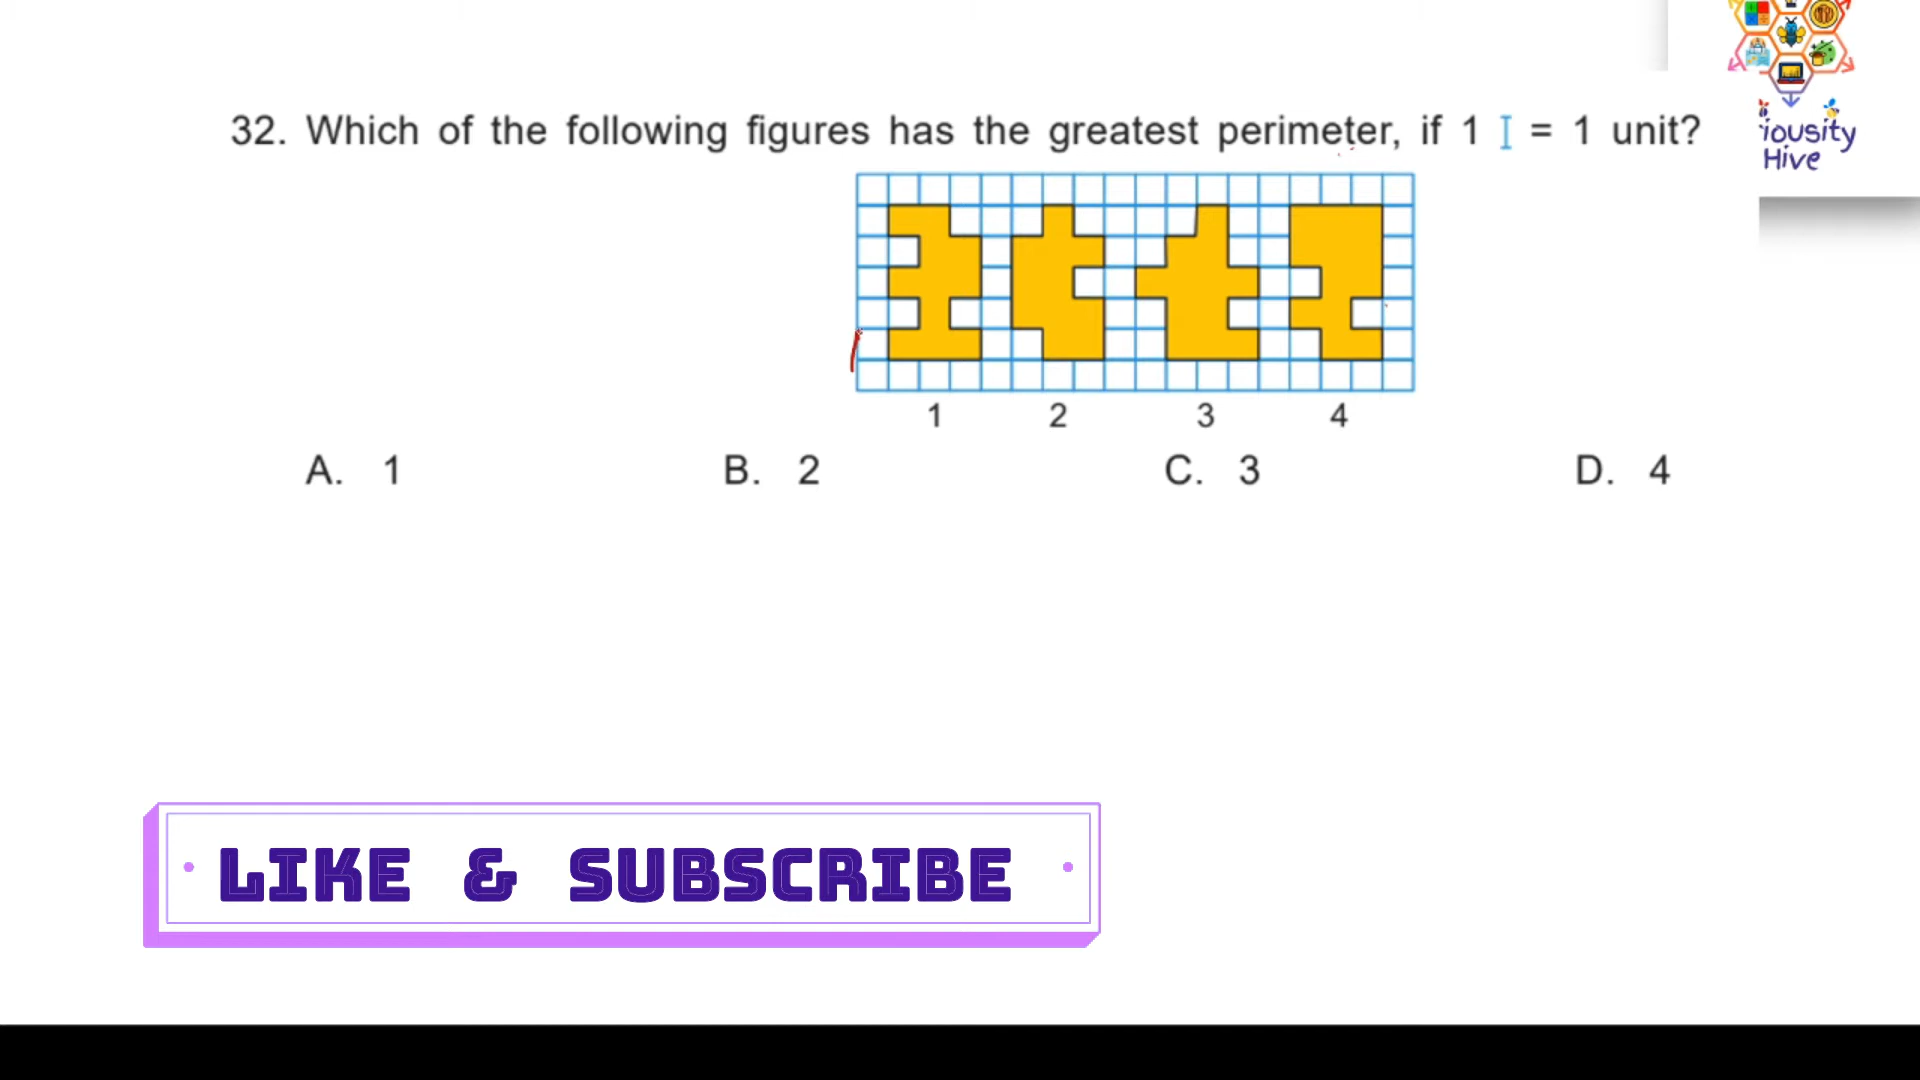 iousity
Hive
32. Which of the following figures has the greatest perimeter, if 1 I = 1 unit?
1 2 3 4
A. 1 B. 2 C. 3 D. 4
LIKE & SUBSCRIBE